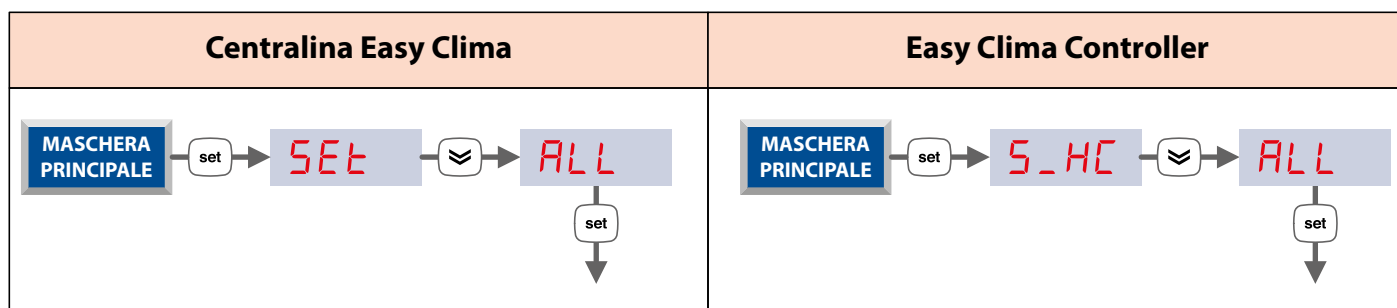 Centralina Easy Clima
Easy Clima Controller
MASCHERA
PRINCIPALE
set
SEt
ALL
set
MASCHERA
PRINCIPALE
set
S_HC
ALL
set